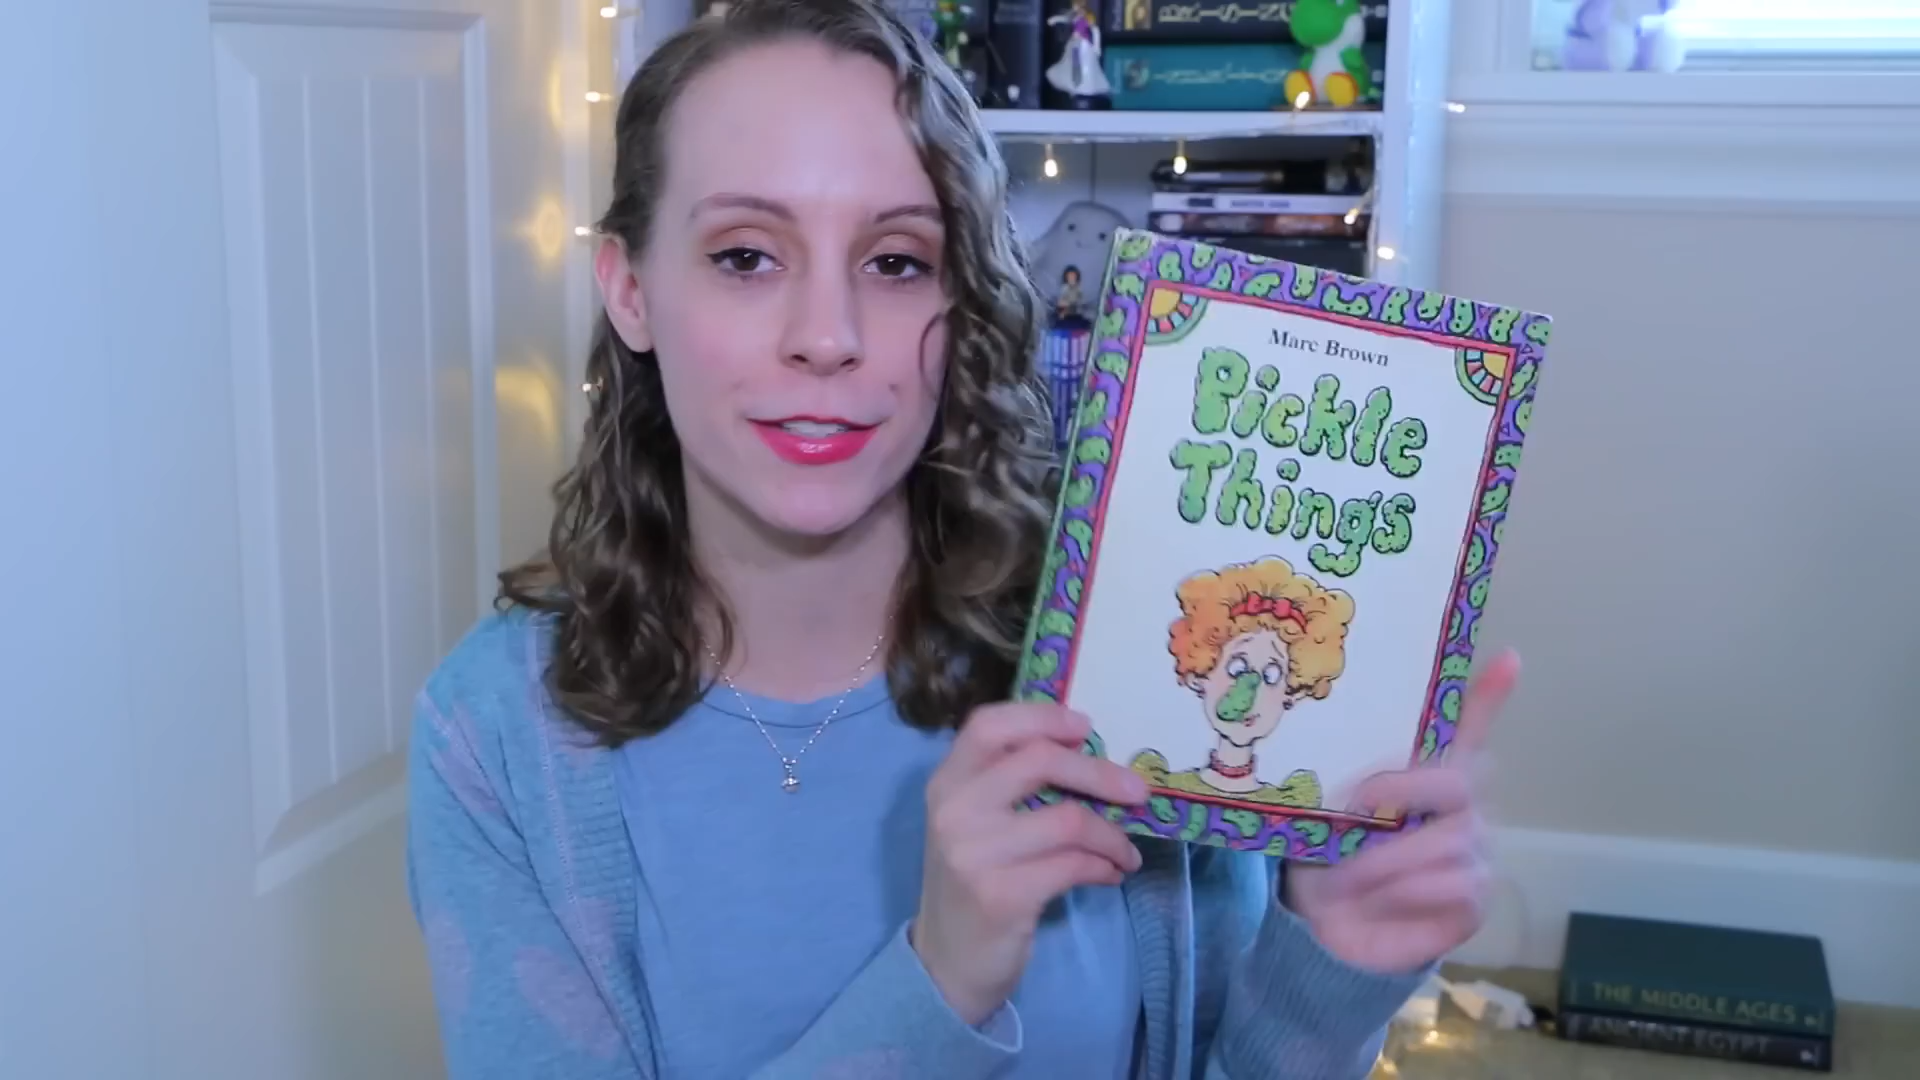 Marc Brown
Pickle
Things
THE MIDDLE AGES
ANCIENT EGYPT